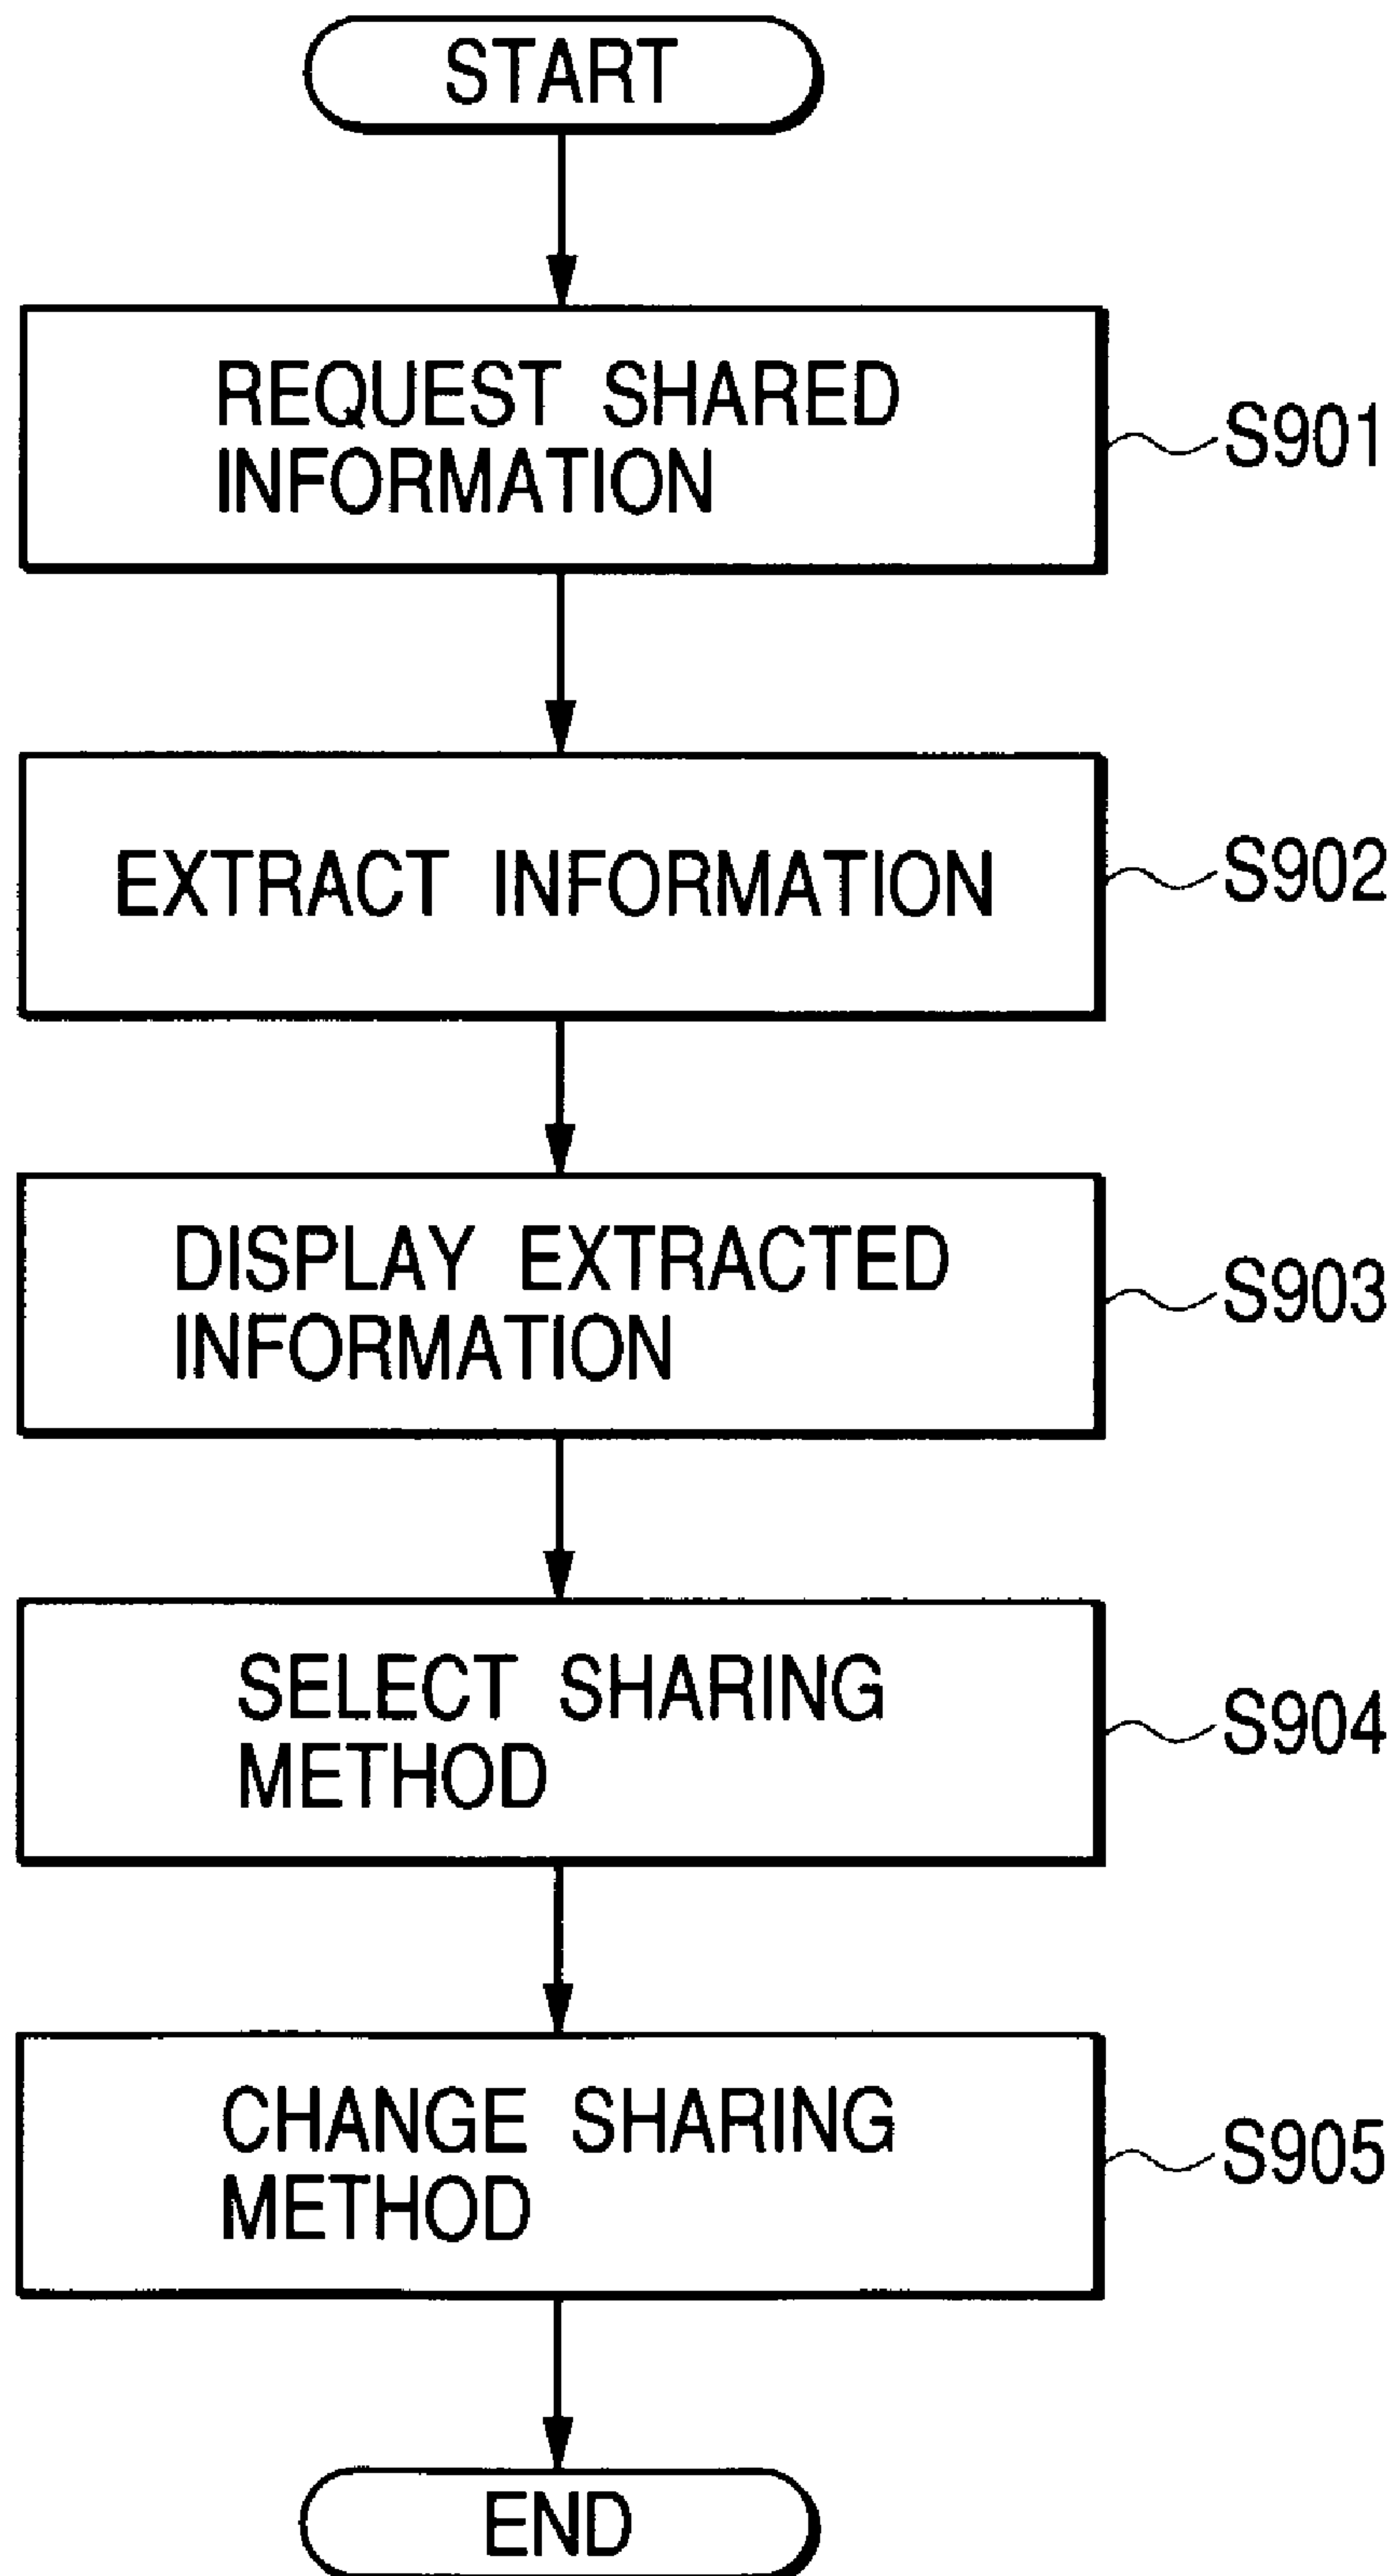 START
REQUEST SHARED
INFORMATION
S901
EXTRACT INFORMATION
S902
DISPLAY EXTRACTED
INFORMATION
S903
SELECT SHARING
METHOD
S904
CHANGE SHARING
METHOD
S905
END